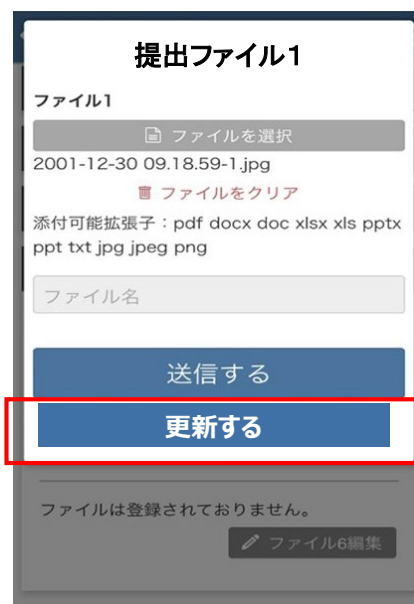 提出ファイル1
ファイル1
ファイルを選択
2001-12-30 09.18.59-1.jpg
ファイルをクリア
添付可能拡張子：pdf docx doc xlsx xls pptx
ppt txt jpg jpeg png
ファイル名
送信する
更新する
ファイルは登録されておりません。
ファイル6編集